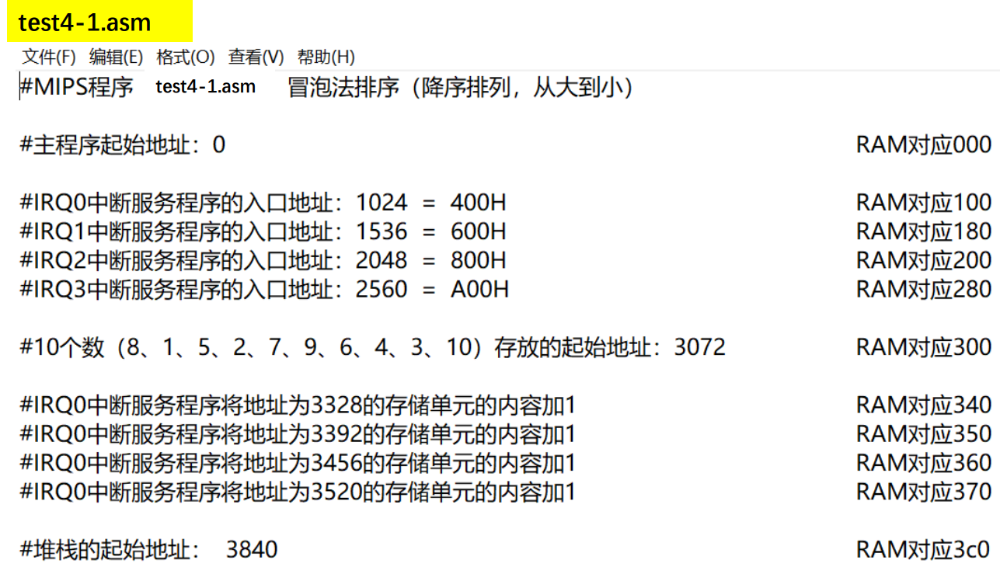 test4-1.asm
文件(F) 编辑(E) 格式(O) 查看(V) 帮助(H)
#MIPS程序 test4-1.asm 冒泡法排序（降序排列，从大到小）
#主程序起始地址：0 RAM对应000
#IRQ0中断服务程序的入口地址：1024 = 400H RAM对应100
#IRQ1中断服务程序的入口地址：1536 = 600H RAM对应180
#IRQ2中断服务程序的入口地址：2048 = 800H RAM对应200
#IRQ3中断服务程序的入口地址：2560 = A00H RAM对应280
#10个数（8、1、5、2、7、9、6、4、3、10）存放的起始地址：3072 RAM对应300
#IRQ0中断服务程序将地址为3328的存储单元的内容加1 RAM对应340
#IRQ0中断服务程序将地址为3392的存储单元的内容加1 RAM对应350
#IRQ0中断服务程序将地址为3456的存储单元的内容加1 RAM对应360
#IRQ0中断服务程序将地址为3520的存储单元的内容加1 RAM对应370
#堆栈的起始地址： 3840 RAM对应3c0